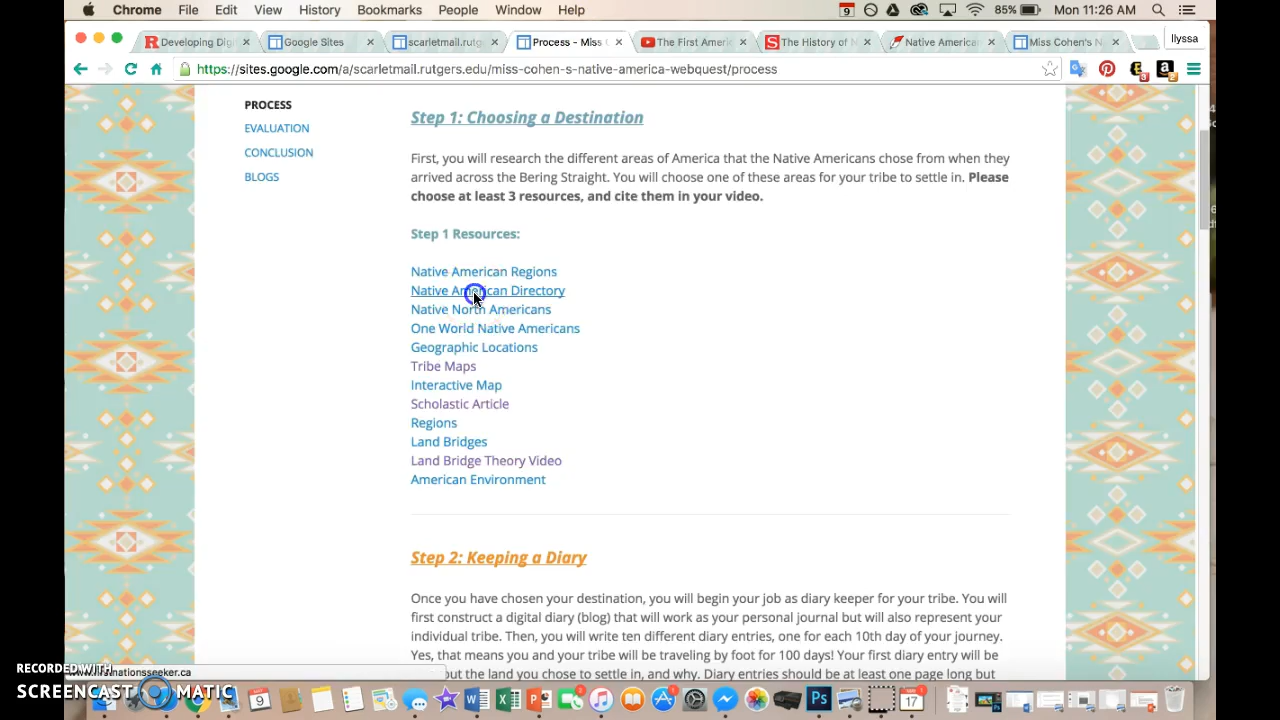 Chrome File Edit View History Bookmarks People Window Help 9 85% Mon 11:26 AM
Developing Dig Google Sites scarletmail.rutg Process - Miss C The First Ameri The History of N Native America Miss Cohen's N Ilyssa
https://sites.google.com/a/scarletmail.rutgers.edu/miss-cohen-s-native-america-webquest/process
PROCESS
EVALUATION
CONCLUSION
BLOGS
Step 1: Choosing a Destination
First, you will research the different areas of America that the Native Americans chose from when they
arrived across the Bering Straight. You will choose one of these areas for your tribe to settle in. Please
choose at least 3 resources, and cite them in your video.
Step 1 Resources:
Native American Regions
Native American Directory
Native North Americans
One World Native Americans
Geographic Locations
Tribe Maps
Interactive Map
Scholastic Article
Regions
Land Bridges
Land Bridge Theory Video
American Environment
Step 2: Keeping a Diary
Once you have chosen your destination, you will begin your job as diary keeper for your tribe. You will
first construct a digital diary (blog) that will work as your personal journal but will also represent your
individual tribe. Then, you will write ten different diary entries, one for each 10th day of your journey.
Yes, that means you and your tribe will be traveling by foot for 100 days! Your first diary entry will be
out the land you chose to settle in, and why. Diary entries should be at least one page long but
www.firstnationsseeker.ca
RECORDED WITH
SCREENCAST MATIC
9 17